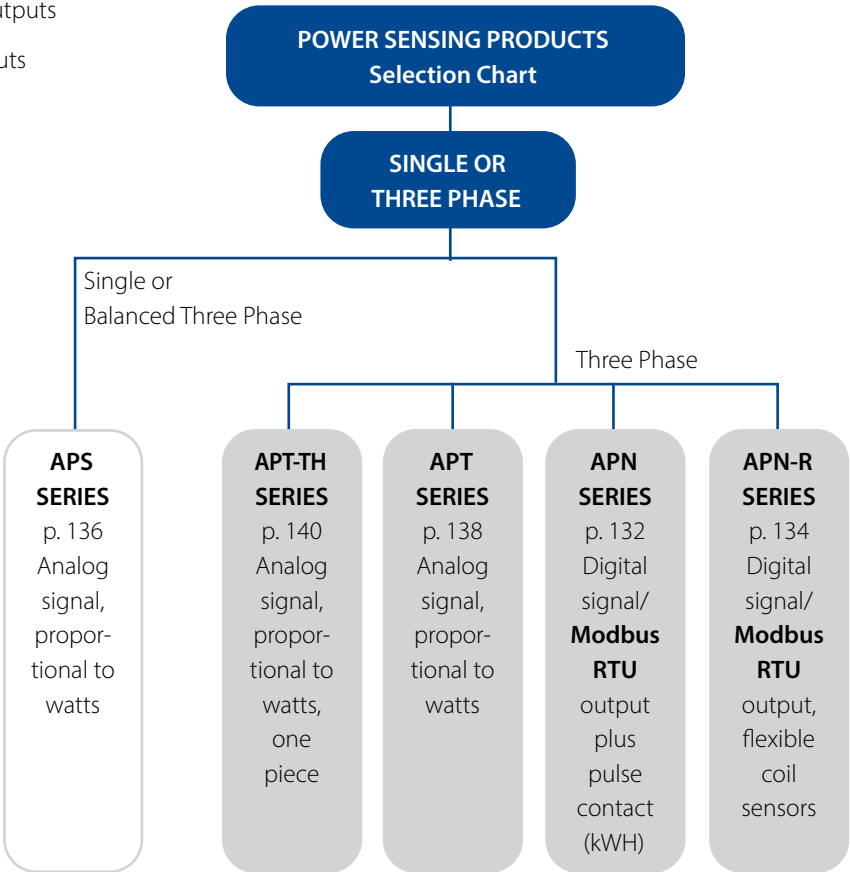 tputs
uts
POWER SENSING PRODUCTS
Selection Chart
SINGLE OR
THREE PHASE
Single or
Balanced Three Phase
Three Phase
APS
SERIES
p. 136
Analog
signal,
propor-
tional to
watts
APT-TH
SERIES
p. 140
Analog
signal,
propor-
tional to
watts,
one
piece
APT
SERIES
p. 138
Analog
signal,
propor-
tional to
watts
APN
SERIES
p. 132
Digital
signal/
Modbus
RTU
output
plus
pulse
contact
(kWH)
APN-R
SERIES
p. 134
Digital
signal/
Modbus
RTU
output,
flexible
coil
sensors